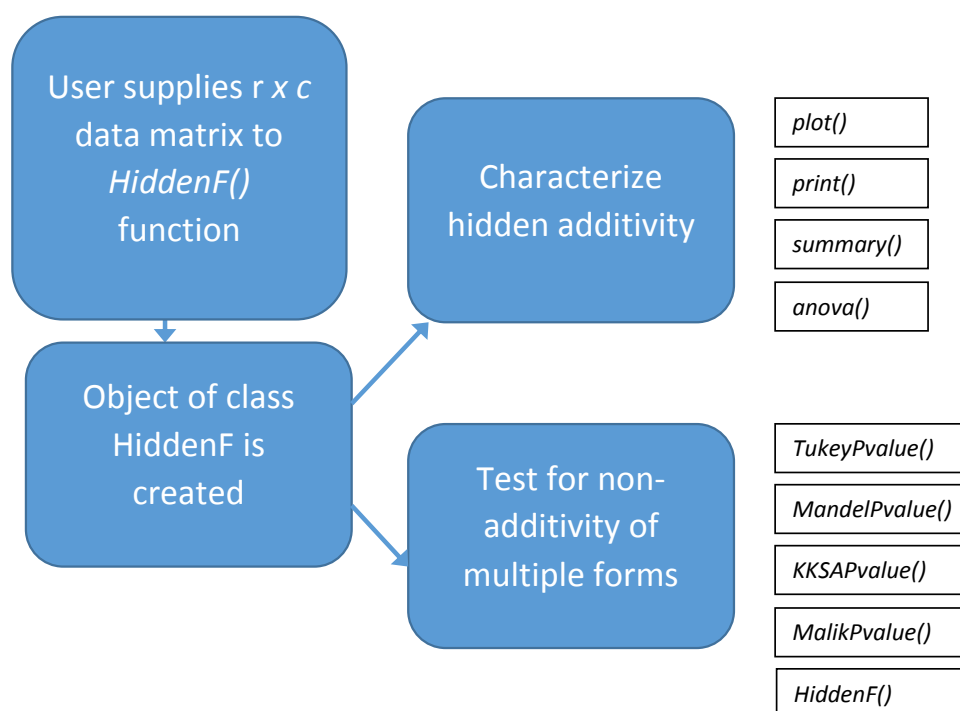 User supplies r x c
data matrix to
HiddenF()
function
Object of class
HiddenF is
created
Characterize
hidden additivity
plot()
print()
summary()
anova()
Test for non-
additivity of
multiple forms
TukeyPvalue()
MandelPvalue()
KKSAPvalue()
MalikPvalue()
HiddenF()